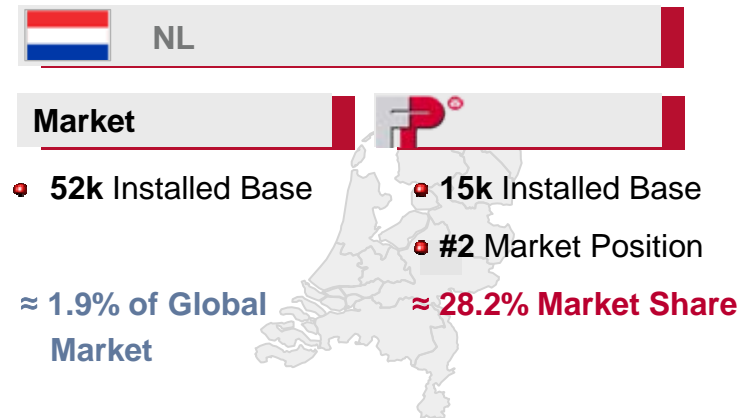 NL
Market
FP
52k Installed Base
15k Installed Base
#2 Market Position
≈ 1.9% of Global
Market
≈ 28.2% Market Share